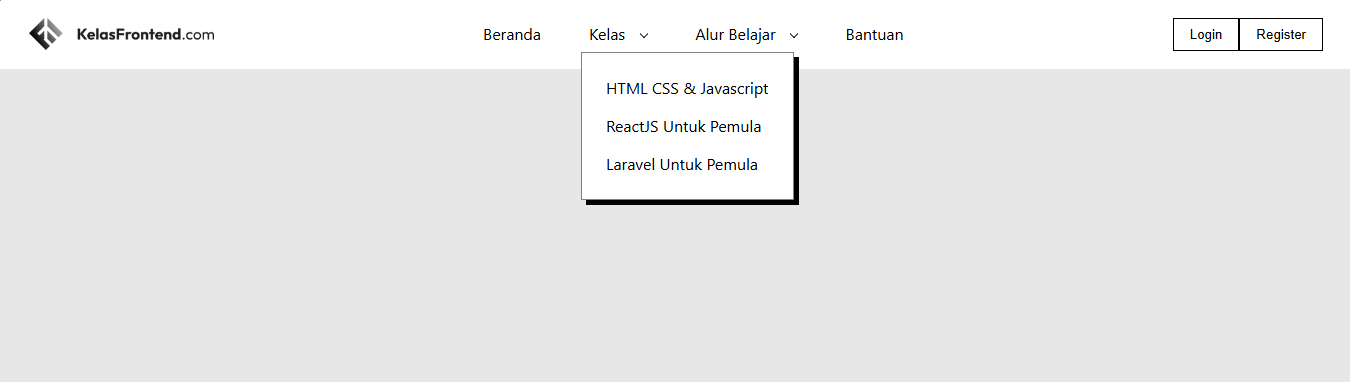 KelasFrontend.com
Beranda
Kelas
Alur Belajar
Bantuan
Login
Register
HTML CSS & Javascript
ReactJS Untuk Pemula
Laravel Untuk Pemula